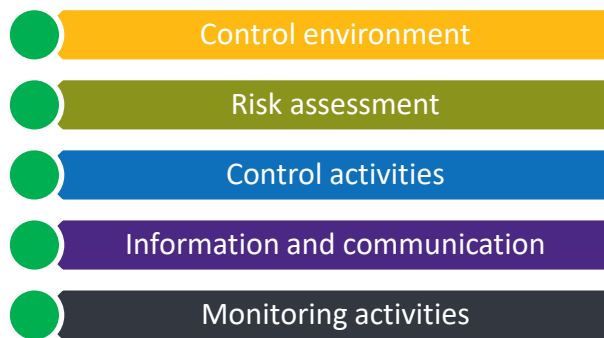 Control environment
Risk assessment
Control activities
Information and communication
Monitoring activities